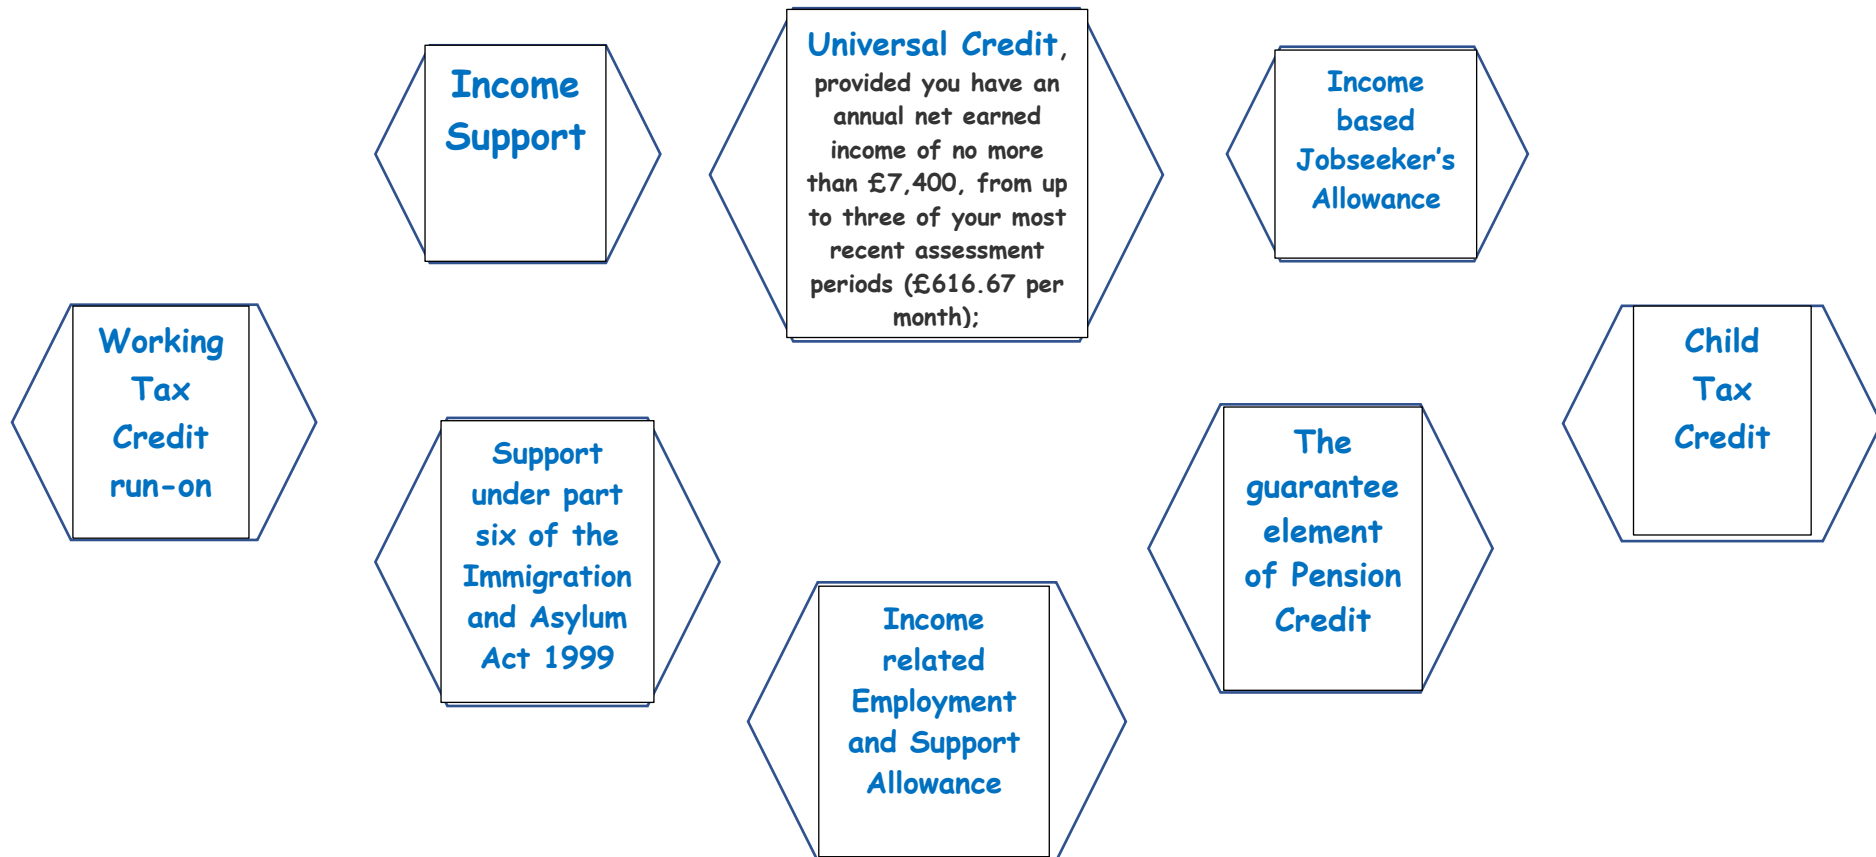 Income
Support
Universal Credit,
provided you have an
annual net earned
income of no more
than £7,400, from up
to three of your most
recent assessment
periods (£616.67 per
month);
Income
based
Jobseeker's
Allowance
Working
Tax
Credit
run-on
Support
under part
six of the
Immigration
and Asylum
Act 1999
Income
related
Employment
and Support
Allowance
The
guarantee
element
of Pension
Credit
Child
Tax
Credit